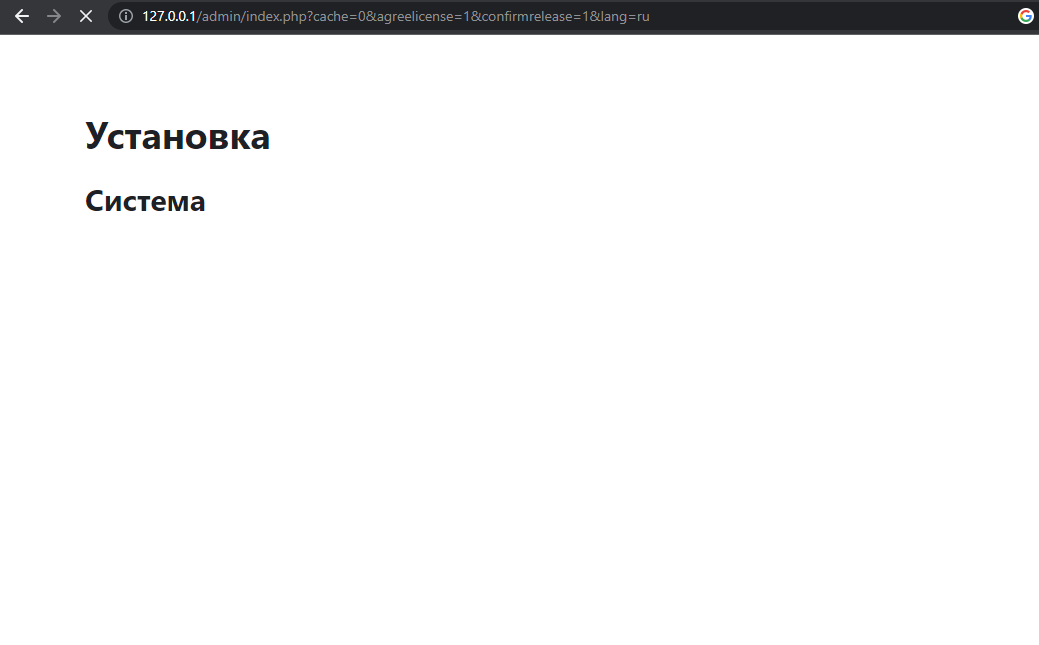 127.0.0.1/admin/index.php?cache=0&agreelicense=1&confirmrelease=1&lang=ru
Установка
Система